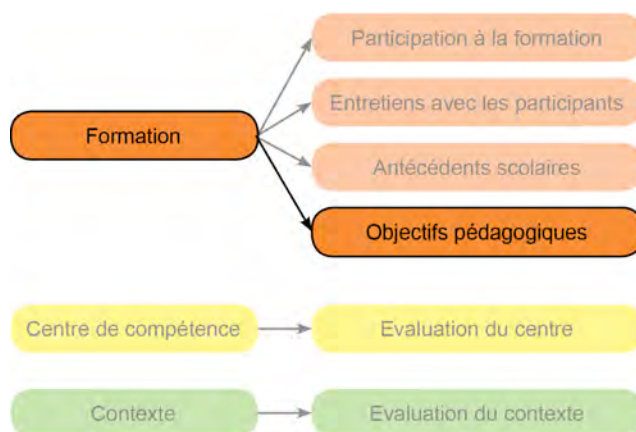 Participation à la formation
Entretiens avec les participants
Formation
Antécédents scolaires
Objectifs pédagogiques
Centre de compétence
Evaluation du centre
Contexte
Evaluation du contexte